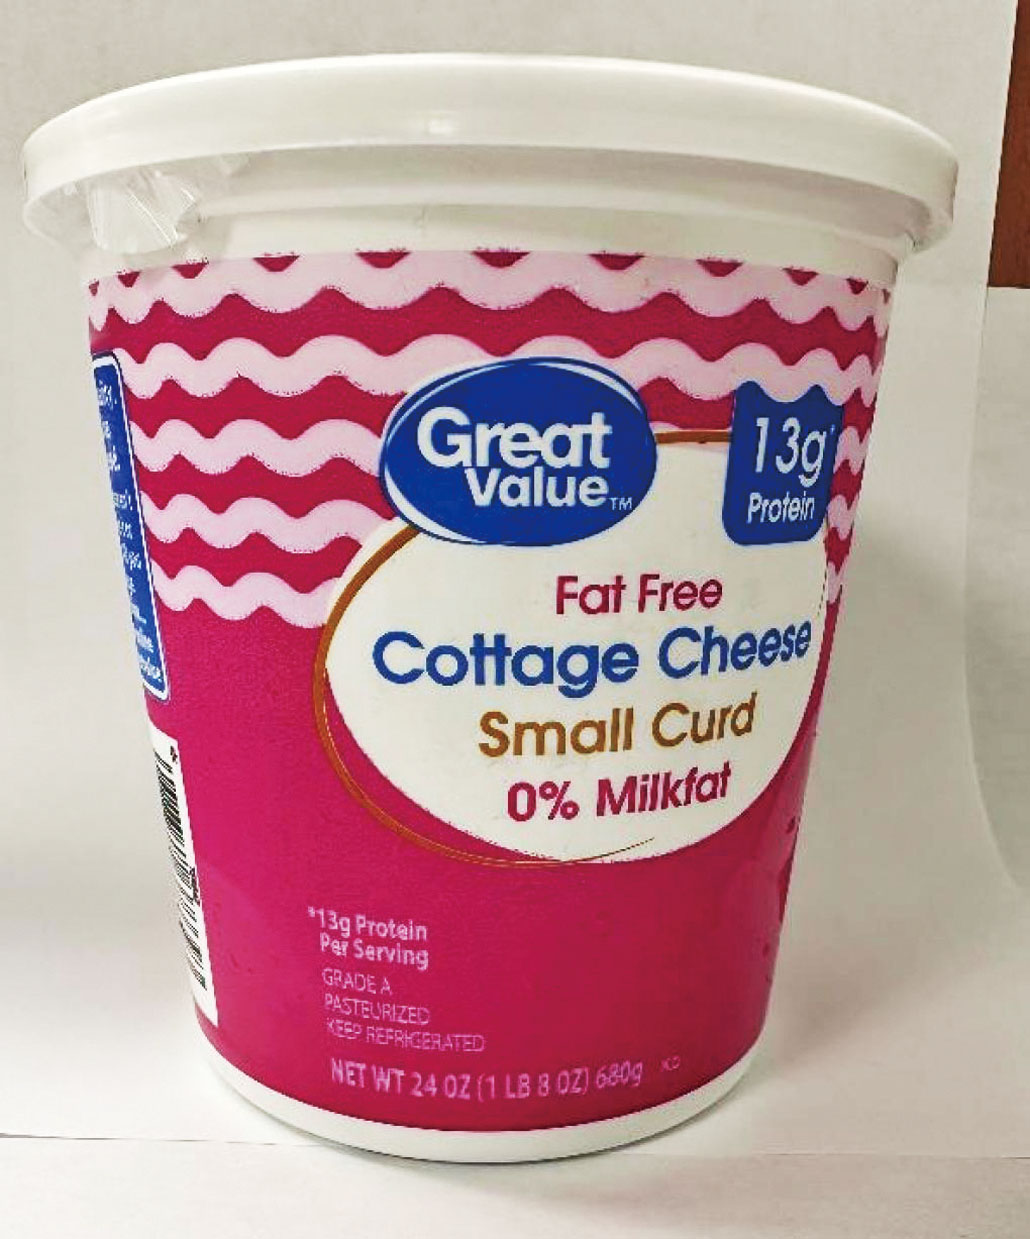 Great
Value™
13g*
Protein
Fat Free
Cottage Cheese
Small Curd
0% Milkfat
*13g Protein
Per Serving
GRADE A
PASTEURIZED
KEEP REFRIGERATED
NET WT 24 OZ (1 LB 8 OZ) 680g